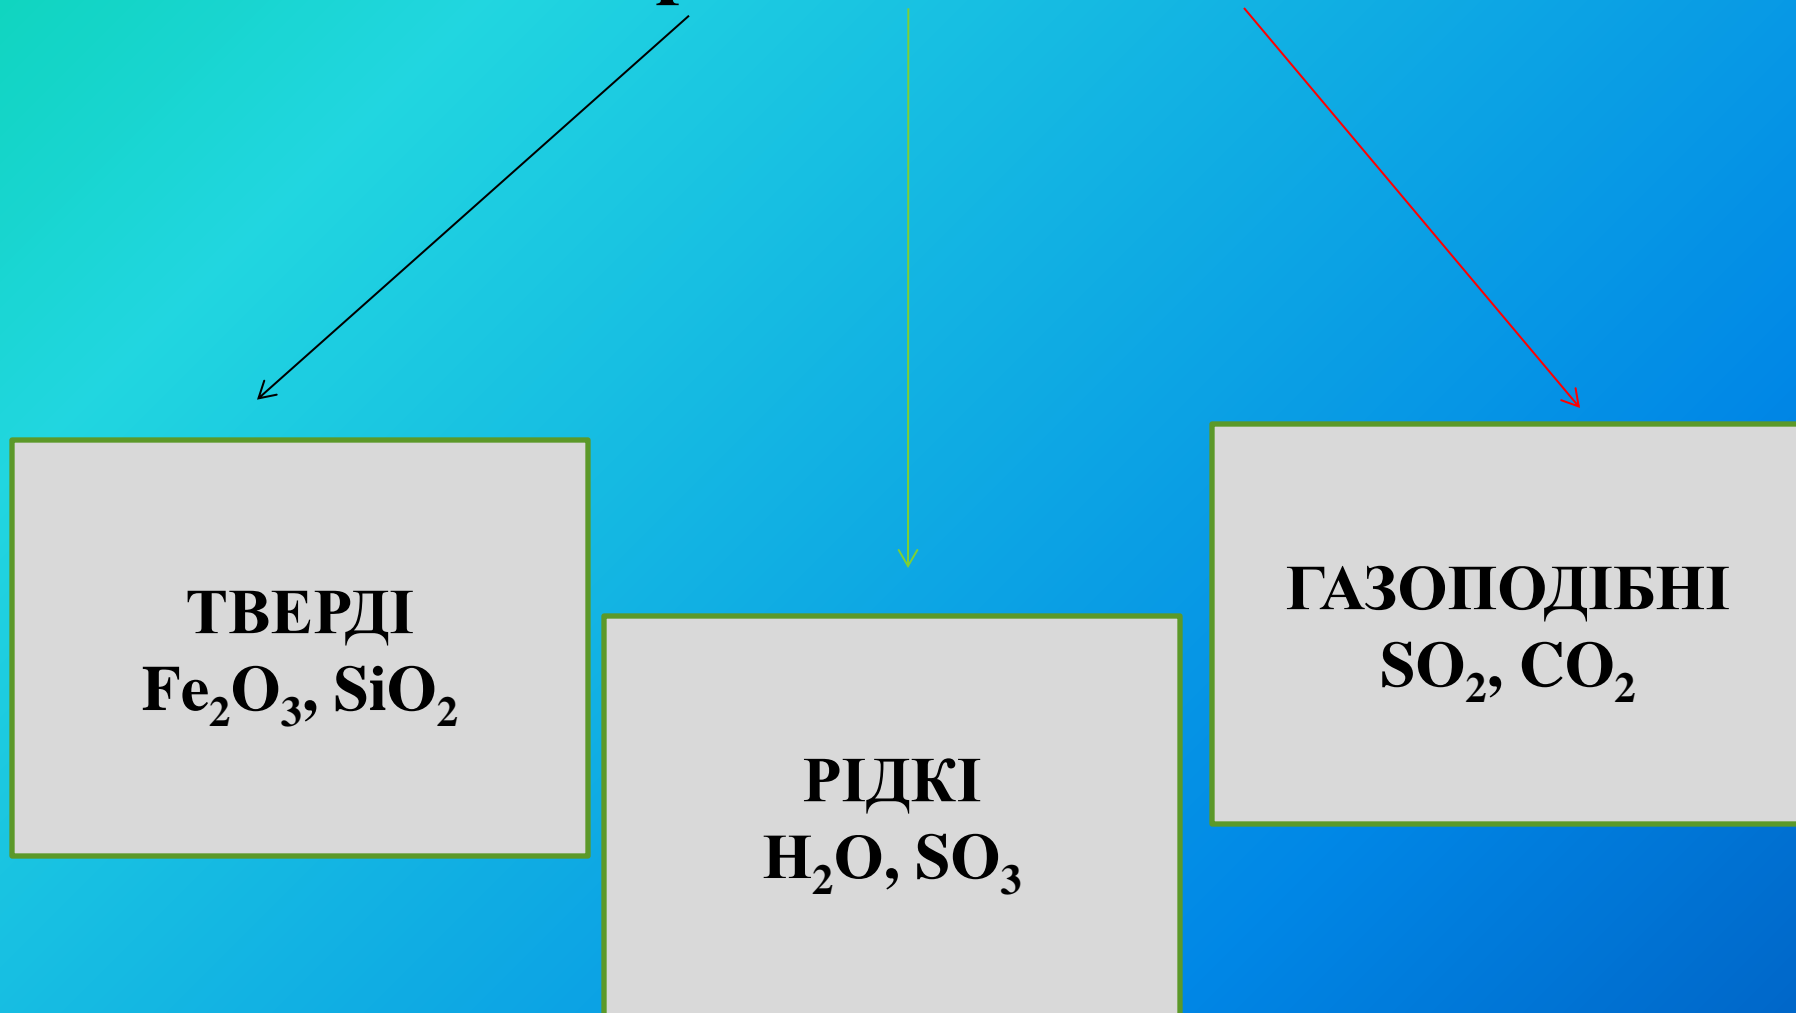 ТВЕРДІ
Fe₂O₃, SiO₂
РІДКІ
H₂O, SO₃
ГАЗОПОДІБНІ
SO₂, CO₂